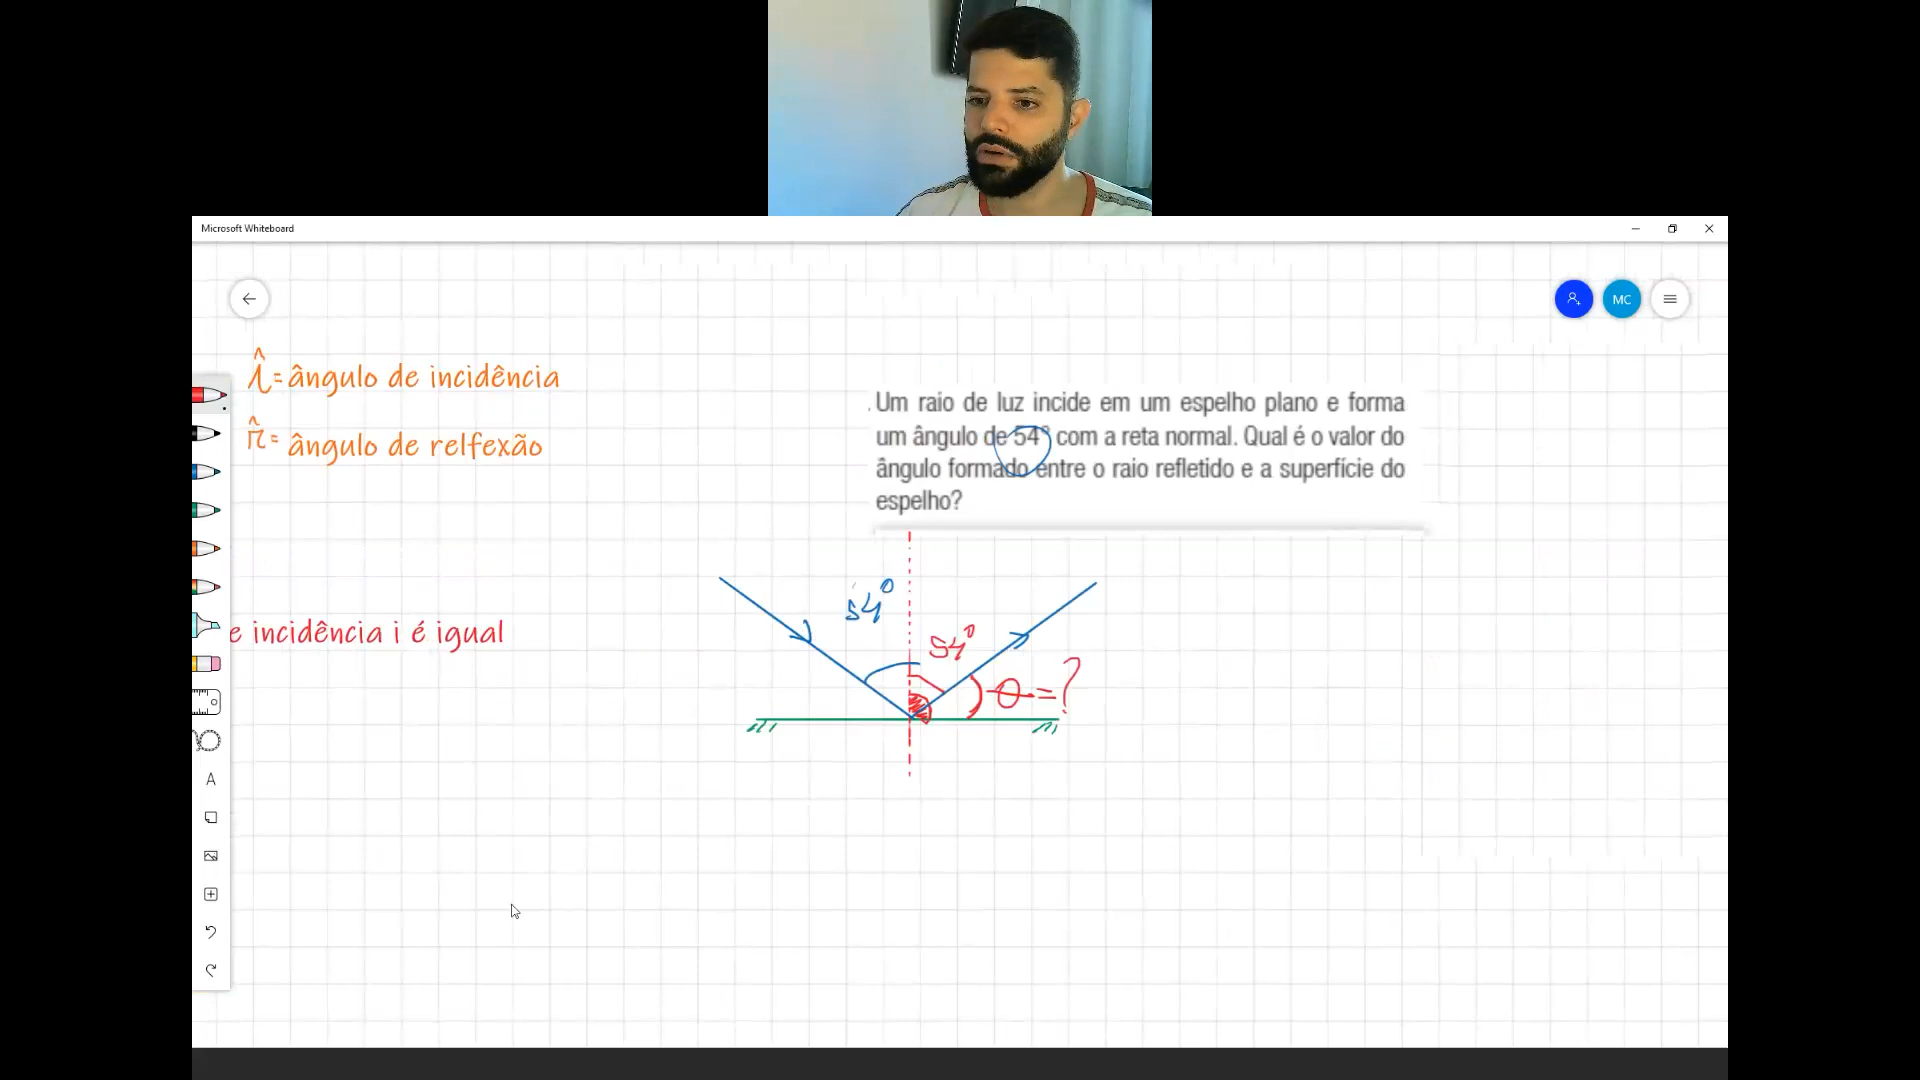 Microsoft Whiteboard
MC
î = ângulo de incidência
r̂ = ângulo de relfexão
. Um raio de luz incide em um espelho plano e forma
um ângulo de 54° com a reta normal. Qual é o valor do
ângulo formado entre o raio refletido e a superfície do
espelho?
54°
54°
e incidência i é igual
θ = ?
A